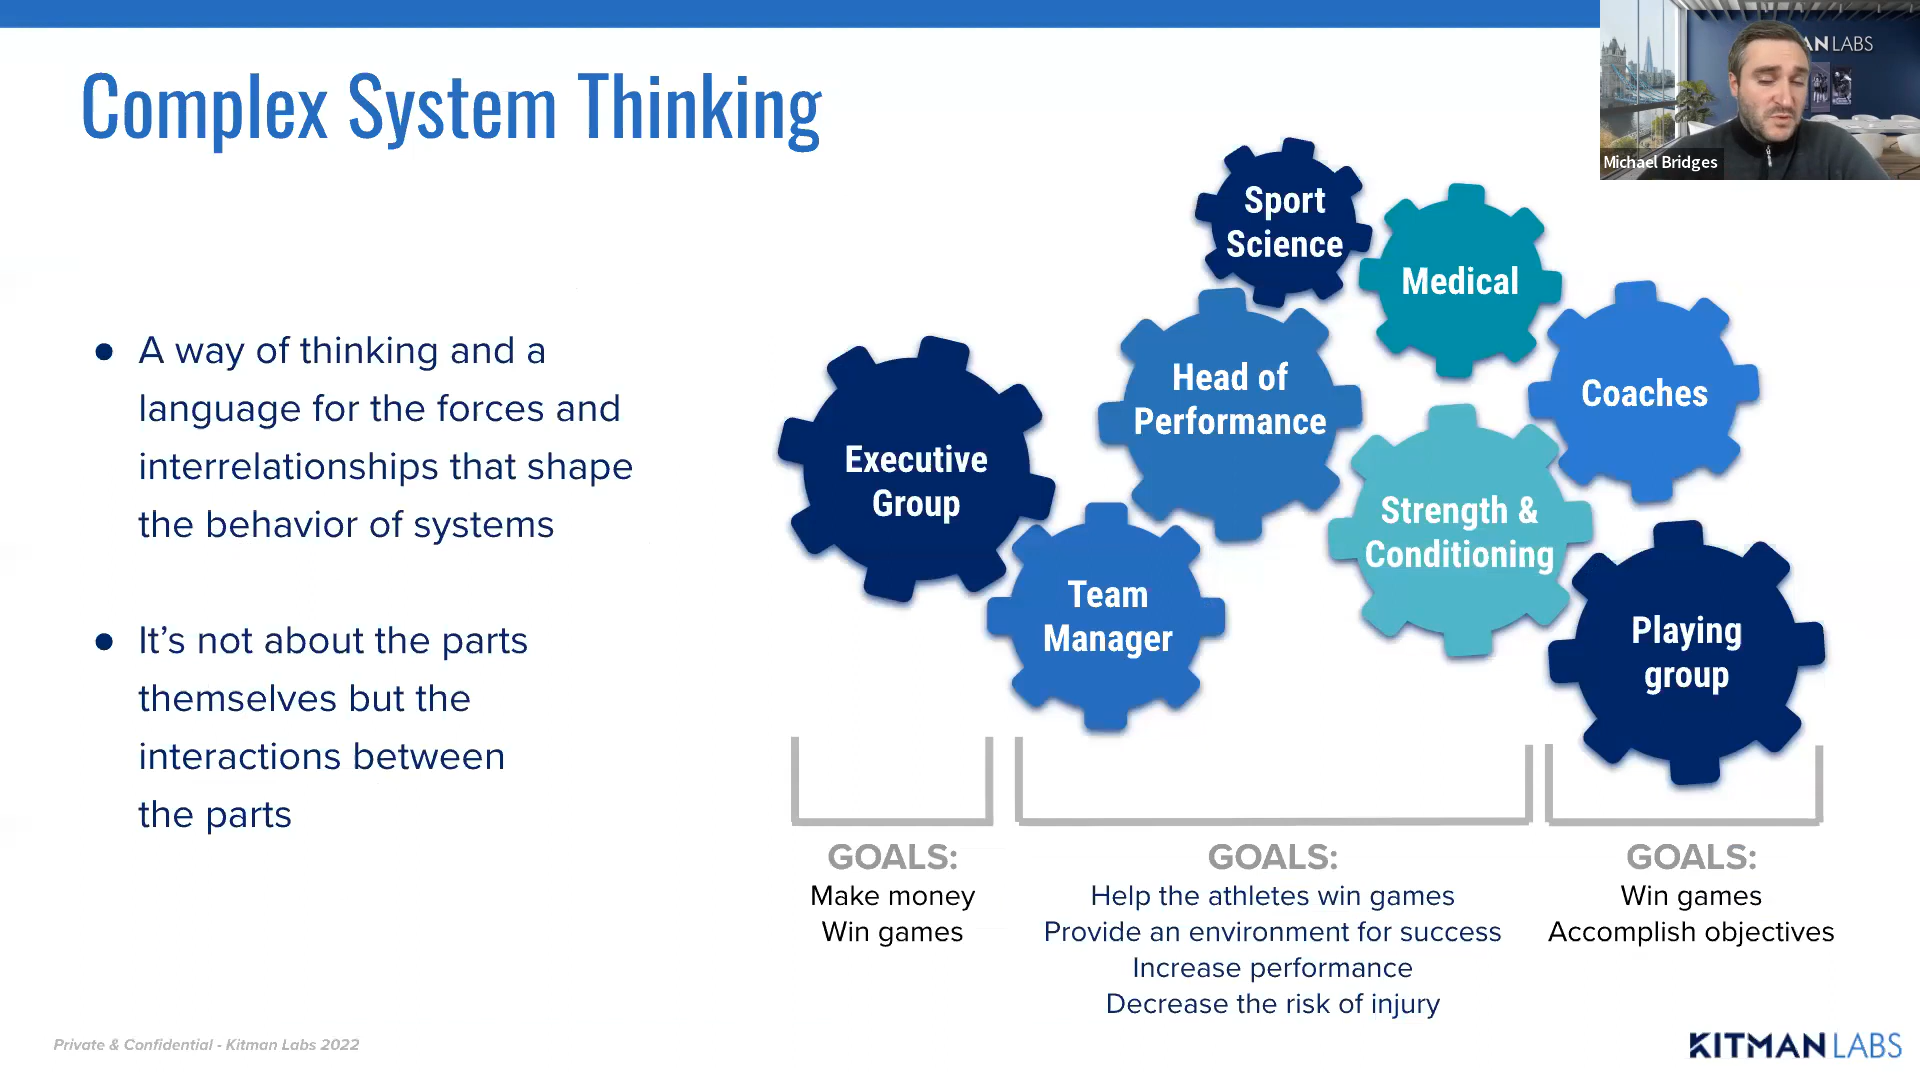 Complex System Thinking
AN LABS
Michael Bridges
● A way of thinking and a
language for the forces and
interrelationships that shape
the behavior of systems
● It’s not about the parts
themselves but the
interactions between
the parts
Sport
Science
Medical
Head of
Performance
Coaches
Executive
Group
Strength &
Conditioning
Team
Manager
Playing
group
GOALS:
Make money
Win games
GOALS:
Help the athletes win games
Provide an environment for success
Increase performance
Decrease the risk of injury
GOALS:
Win games
Accomplish objectives
Private & Confidential - Kitman Labs 2022
KITMAN LABS